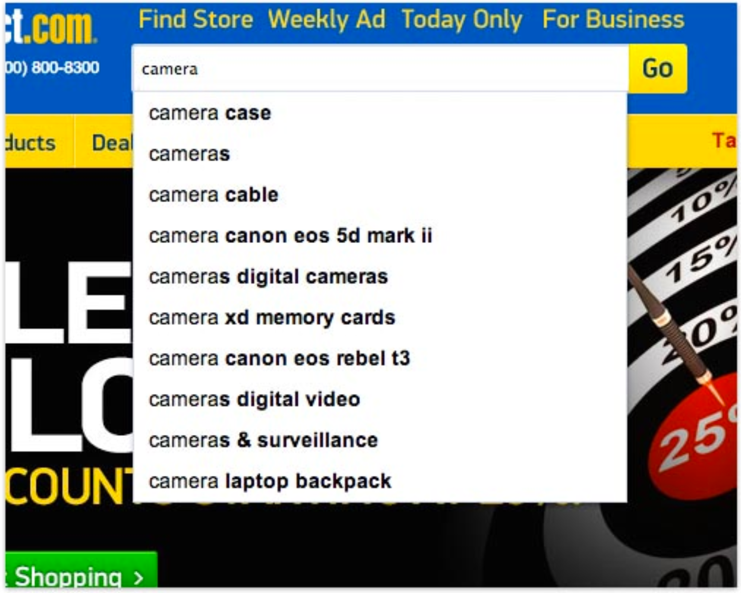 ct.com.
Find Store Weekly Ad Today Only For Business
00) 800-8300
camera
Go
ducts
Deal
Ta
camera case
cameras
camera cable
camera canon eos 5d mark ii
cameras digital cameras
camera xd memory cards
camera canon eos rebel t3
cameras digital video
cameras & surveillance
camera laptop backpack
LE
LO
COUNT
10%
15%
20%
25%
Shopping >